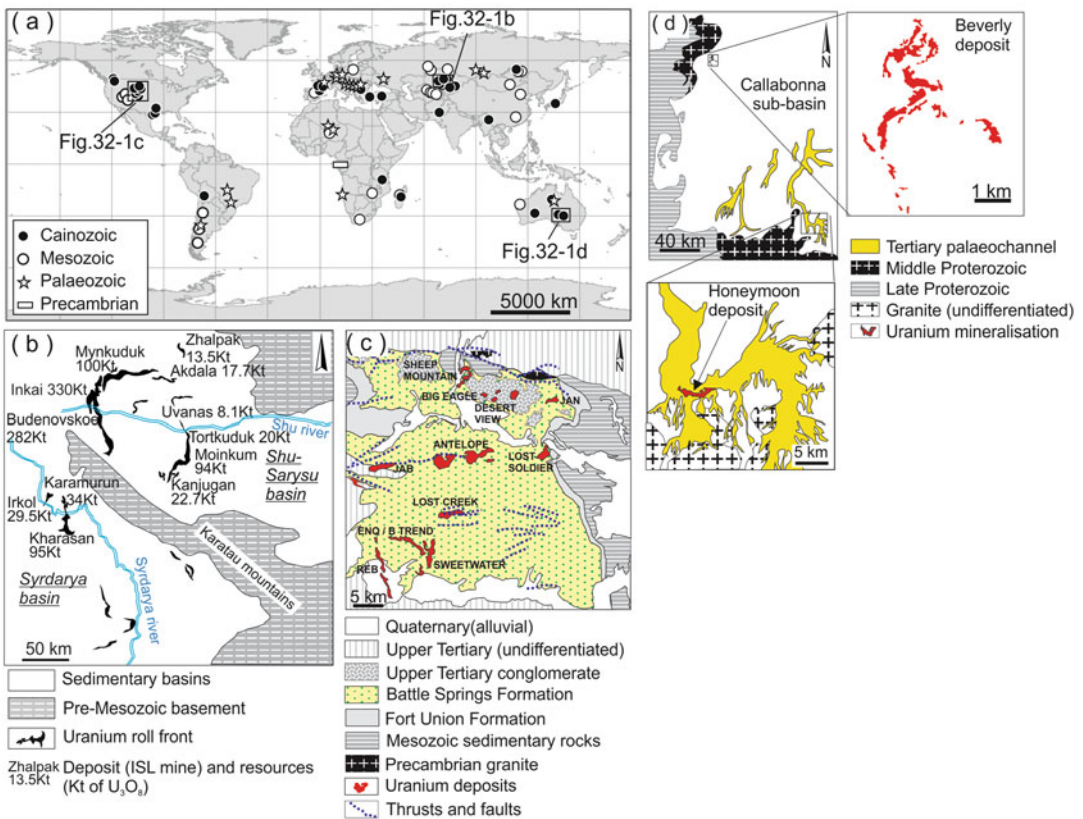 (a)
Fig.32-1b
Fig.32-1c
Fig.32-1d
Cainozoic
Mesozoic
Palaeozoic
Precambrian
5000 km
(b)
Zhalpak
13.5Kt
Mynkuduk
100Kt
Akdala 17.7Kt
Inkai 330Kt
Uvanas 8.1Kt
Budenovskoe
282Kt
Shu river
Tortkuduk 20Kt
Moinkum
94Kt
Shu-
Sarysu
basin
Kanjugan
22.7Kt
Karamurun
34Kt
Irkol
29.5Kt
Kharasan
95Kt
Karatau mountains
Syrdarya
basin
Syrdarya river
50 km
Sedimentary basins
Pre-Mesozoic basement
Uranium roll front
Zhalpak
13.5Kt
Deposit (ISL mine) and resources
(Kt of U₃O₈)
(c)
N
SHEEP
MOUNTAIN
BIG EAGLE
DESERT
VIEW
JAN
ANTELOPE
LOST
SOLDIER
JAB
LOST CREEK
ENQ / B TREND
REB
SWEETWATER
5 km
Quaternary(alluvial)
Upper Tertiary (undifferentiated)
Upper Tertiary conglomerate
Battle Springs Formation
Fort Union Formation
Mesozoic sedimentary rocks
Precambrian granite
Uranium deposits
Thrusts and faults
(d)
N
Callabonna
sub-basin
40 km
Beverly
deposit
1 km
Honeymoon
deposit
5 km
Tertiary palaeochannel
Middle Proterozoic
Late Proterozoic
Granite (undifferentiated)
Uranium mineralisation